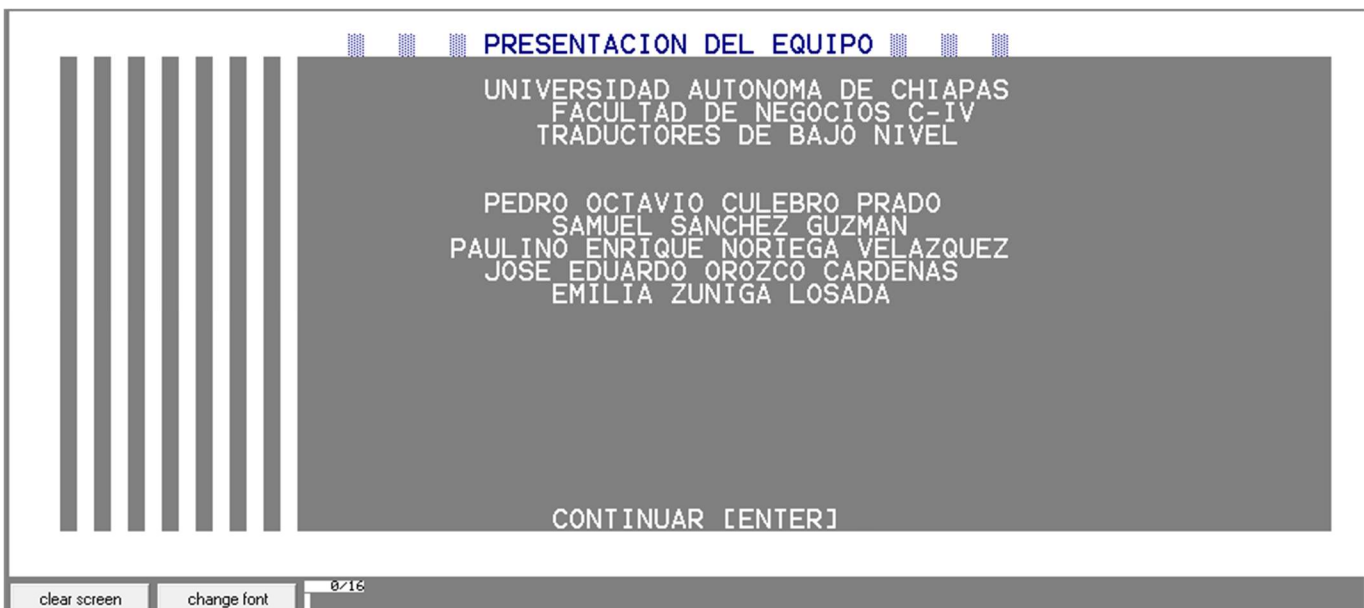 PRESENTACION DEL EQUIPO
UNIVERSIDAD AUTONOMA DE CHIAPAS
FACULTAD DE NEGOCIOS C-IV
TRADUCTORES DE BAJO NIVEL
PEDRO OCTAVIO CULEBRO PRADO
SAMUEL SANCHEZ GUZMAN
PAULINO ENRIQUE NORIEGA VELAZQUEZ
JOSE EDUARDO OROZCO CARDENAS
EMILIA ZUNIGA LOSADA
CONTINUAR [ENTER]
clear screen change font 0/16